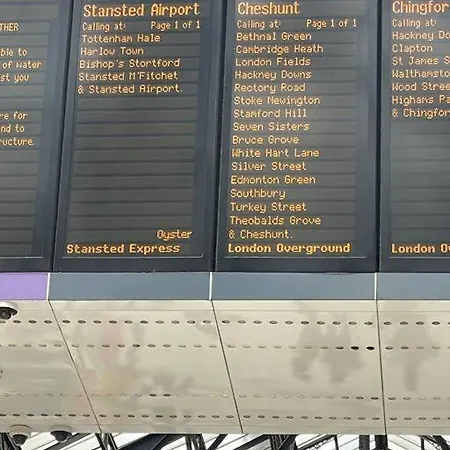 THER
ble to
of water
st you
re for
nd to
ructure.
Stansted Airport
Calling at: Page 1 of 1
Tottenham Hale
Harlow Town
Bishop's Stortford
Stansted M'Fitchet
& Stansted Airport.
Oyster
Stansted Express
Cheshunt
Calling at: Page 1 of 1
Bethnal Green
Cambridge Heath
London Fields
Hackney Downs
Rectory Road
Stoke Newington
Stamford Hill
Seven Sisters
Bruce Grove
White Hart Lane
Silver Street
Edmonton Green
Southbury
Turkey Street
Theobalds Grove
& Cheshunt.
London Overground
Chingfor
Calling at:
Hackney Do
Clapton
St James S
Walthamsto
Wood Stree
Highams Pa
& Chingfor
London Ov